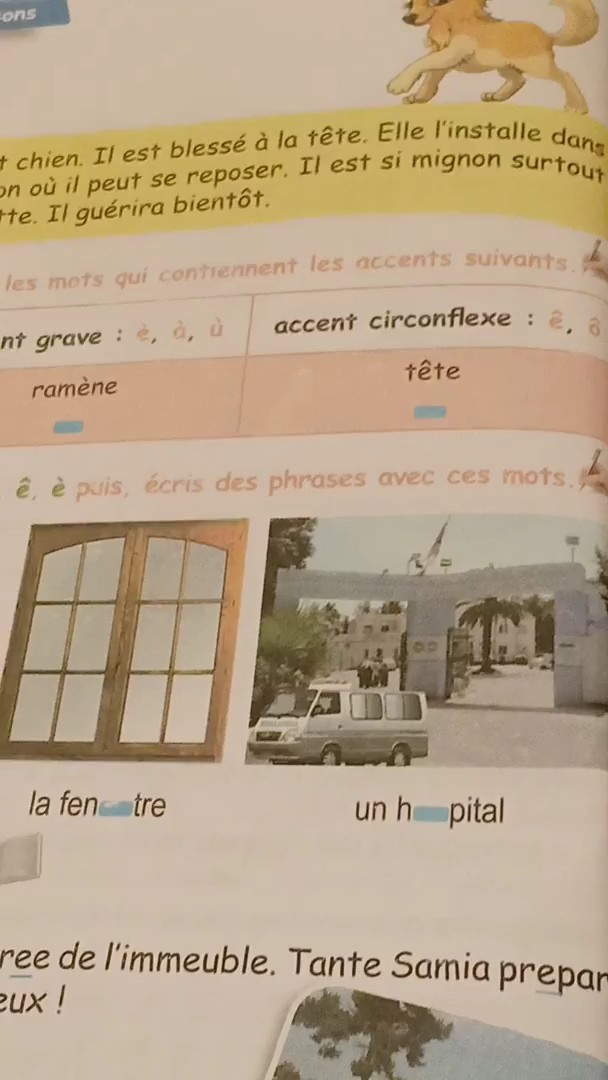 ons
t chien. Il est blessé à la tête. Elle l'installe dans
on où il peut se reposer. Il est si mignon surtout
tte. Il guérira bientôt.
les mots qui contiennent les accents suivants.
nt grave : è, à, ù
accent circonflexe : ê, ô
ramène
tête
ê, è puis, écris des phrases avec ces mots.
la fen tre
un h pital
ree de l'immeuble. Tante Samia prepar
eux !